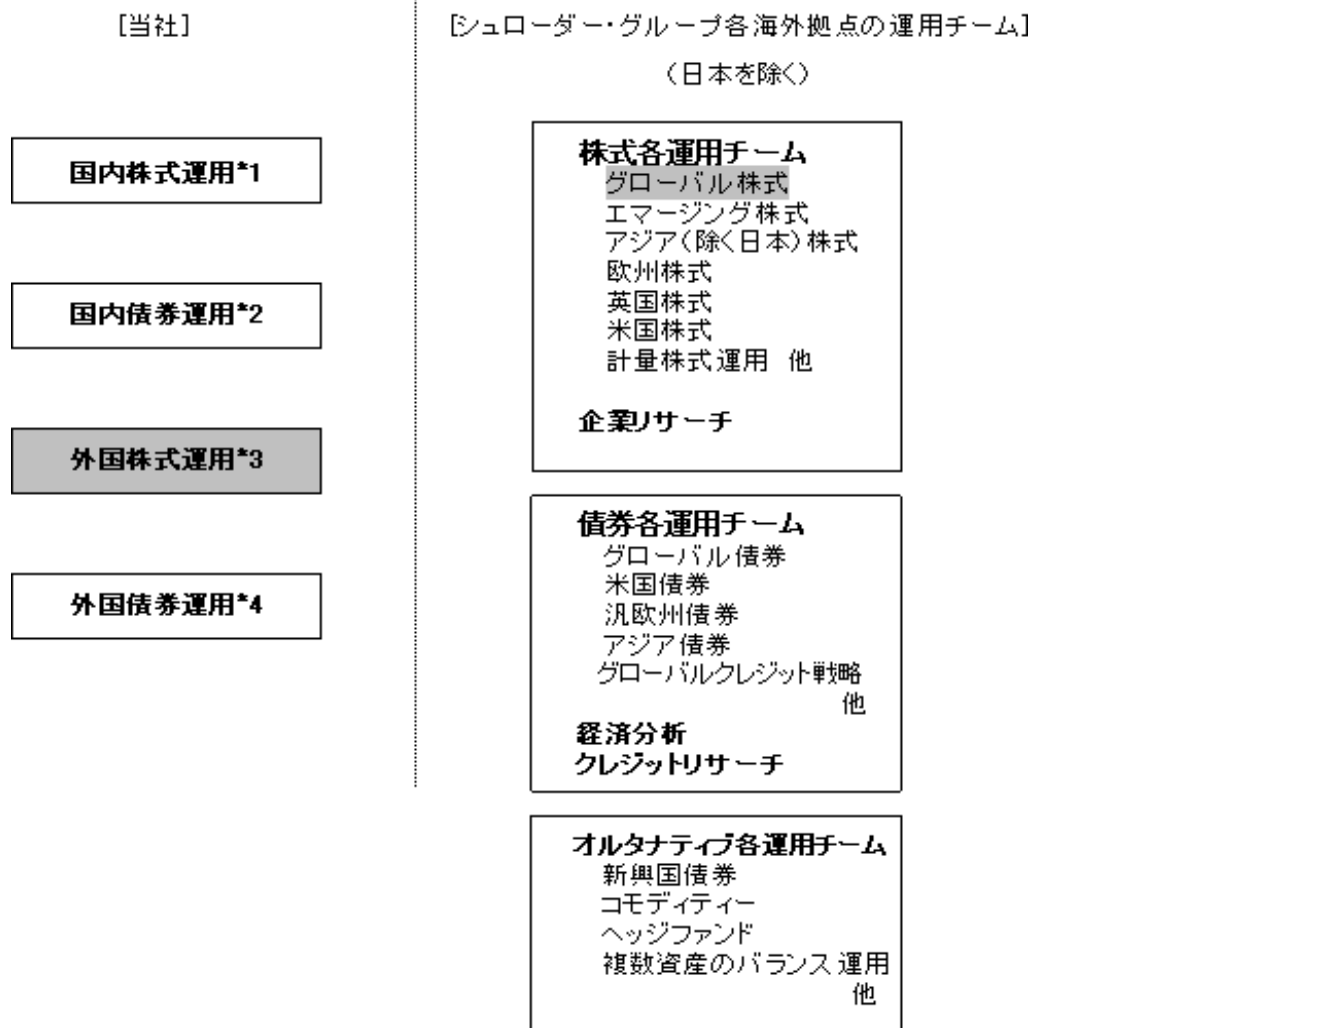 [当社]
[シュローダー・グループ各海外拠点の運用チーム]
（日本を除く）
国内株式運用*1
国内債券運用*2
外国株式運用*3
外国債券運用*4
株式各運用チーム
グローバル株式
エマージング株式
アジア（除く日本）株式
欧州株式
英国株式
米国株式
計量株式運用 他
企業リサーチ
債券各運用チーム
グローバル債券
米国債券
汎欧州債券
アジア債券
グローバルクレジット戦略
他
経済分析
クレジットリサーチ
オルタナティブ各運用チーム
新興国債券
コモディティー
ヘッジファンド
複数資産のバランス運用
他